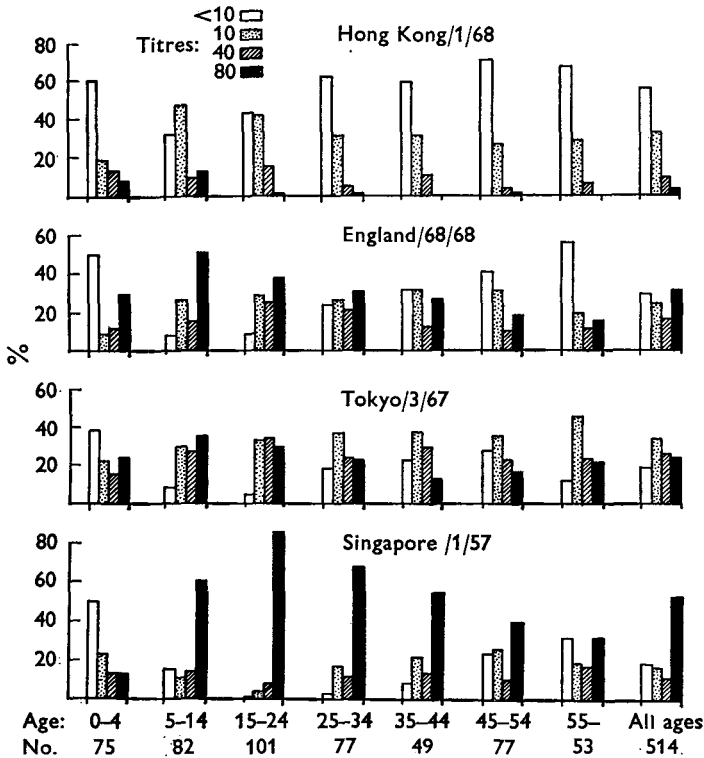 <10
Titres: 10
40
80
Hong Kong/1/68
80
60
40
20
England/68/68
60
40
20
%
Tokyo/3/67
60
40
20
Singapore /1/57
80
60
40
20
Age: 0–4 5–14 15–24 25–34 35–44 45–54 55– All ages
No. 75 82 101 77 49 77 53 514